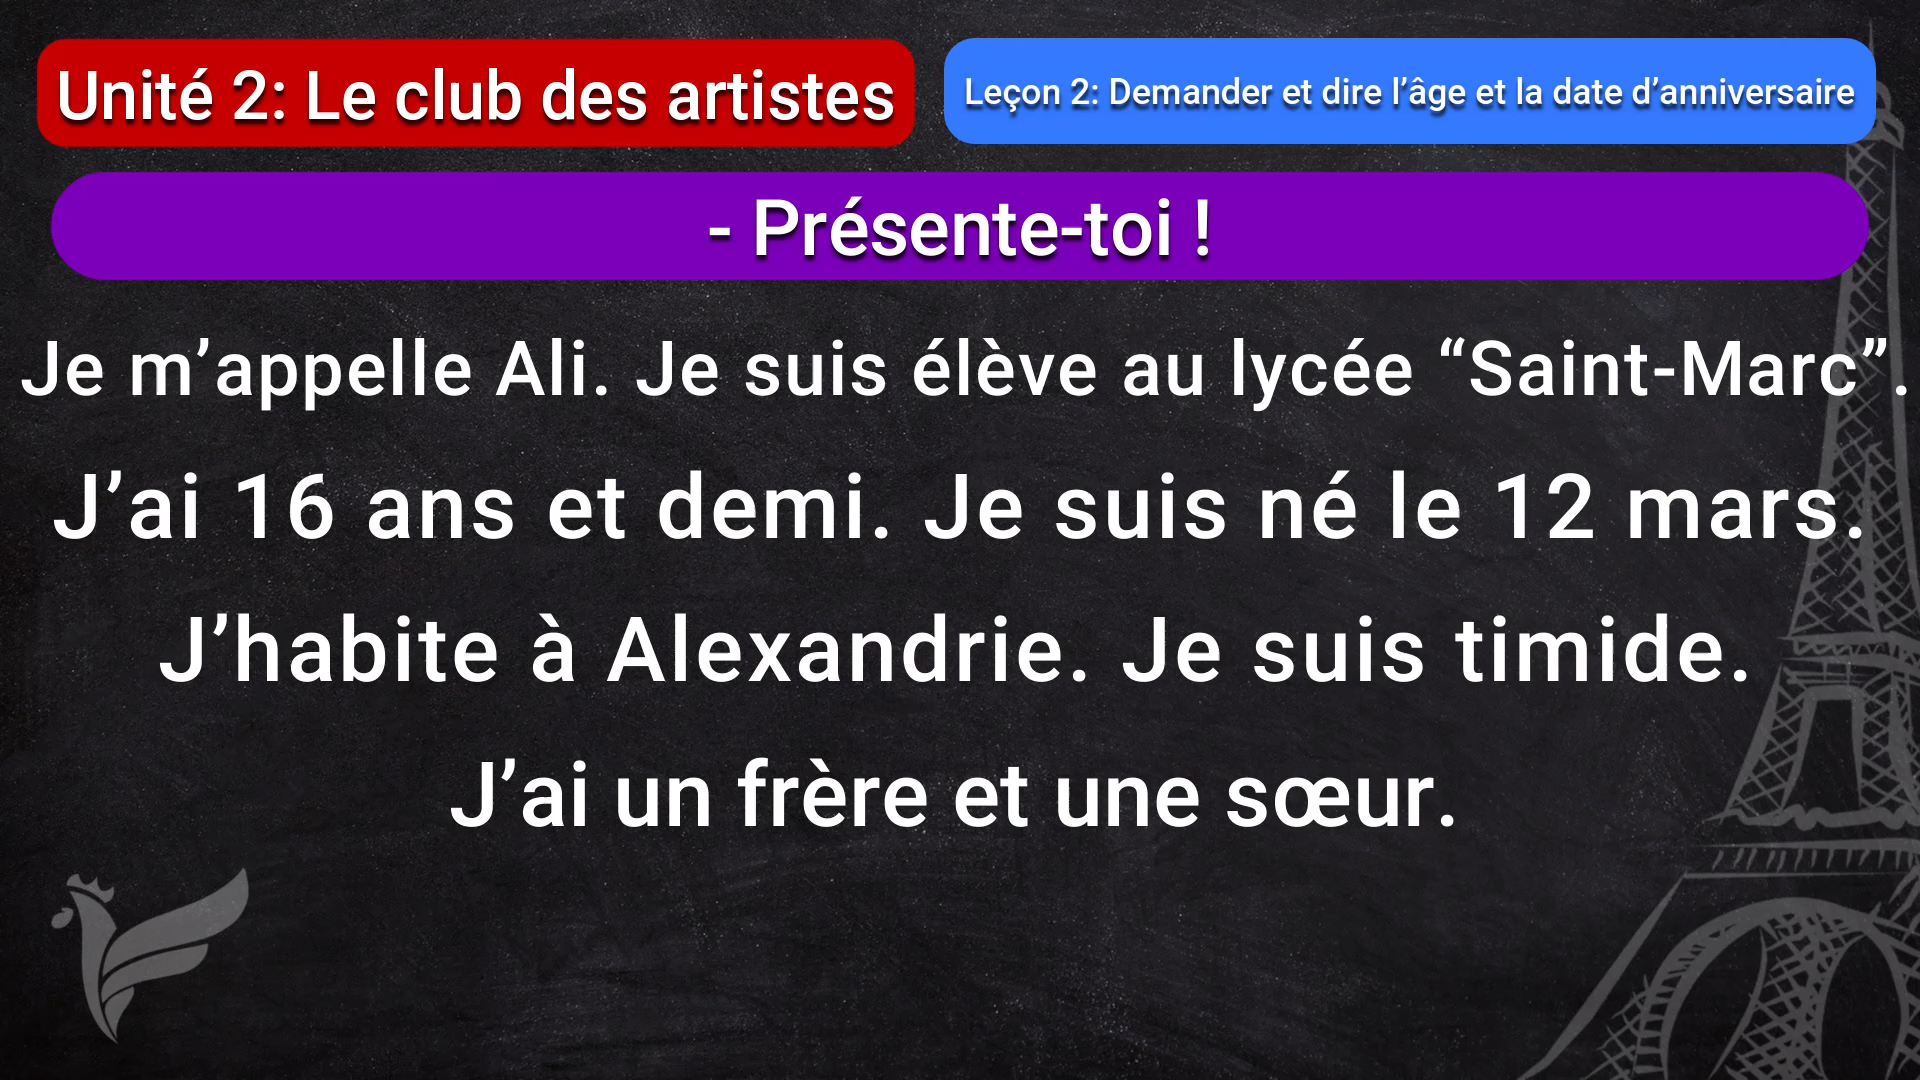 Unité 2: Le club des artistes
Leçon 2: Demander et dire l’âge et la date d’anniversaire
- Présente-toi !
Je m’appelle Ali. Je suis élève au lycée “Saint-Marc”.
J’ai 16 ans et demi. Je suis né le 12 mars.
J’habite à Alexandrie. Je suis timide.
J’ai un frère et une sœur.